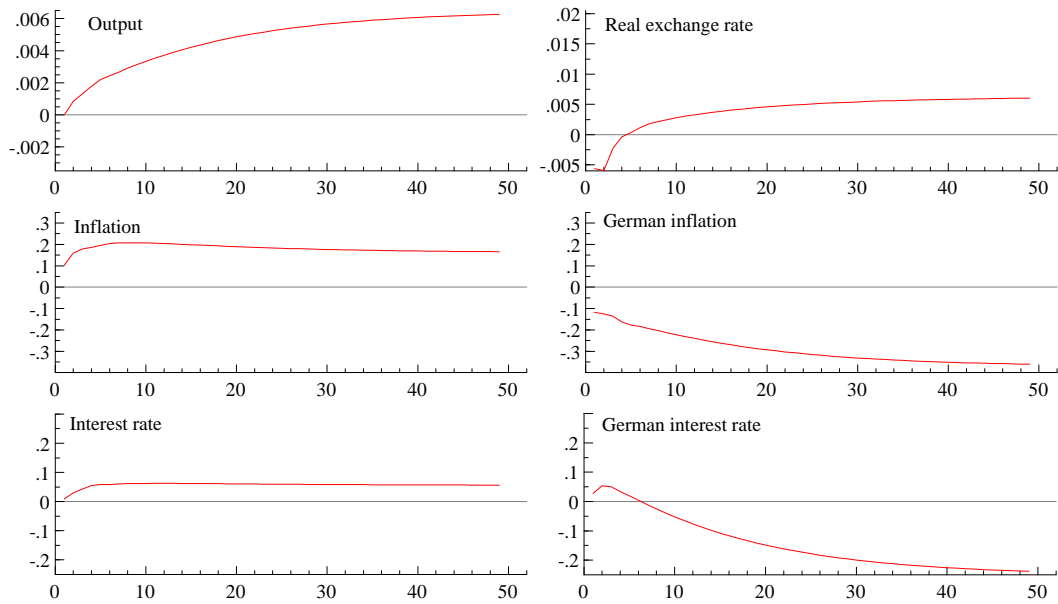 Output
.006
.004
.002
0
-.002
0 10 20 30 40 50
Real exchange rate
.02
.015
.01
.005
0
-.005
0 10 20 30 40 50
Inflation
.3
.2
.1
0
-.1
-.2
-.3
0 10 20 30 40 50
German inflation
.3
.2
.1
0
-.1
-.2
-.3
0 10 20 30 40 50
Interest rate
.2
.1
0
-.1
-.2
0 10 20 30 40 50
German interest rate
.2
.1
0
-.1
-.2
0 10 20 30 40 50